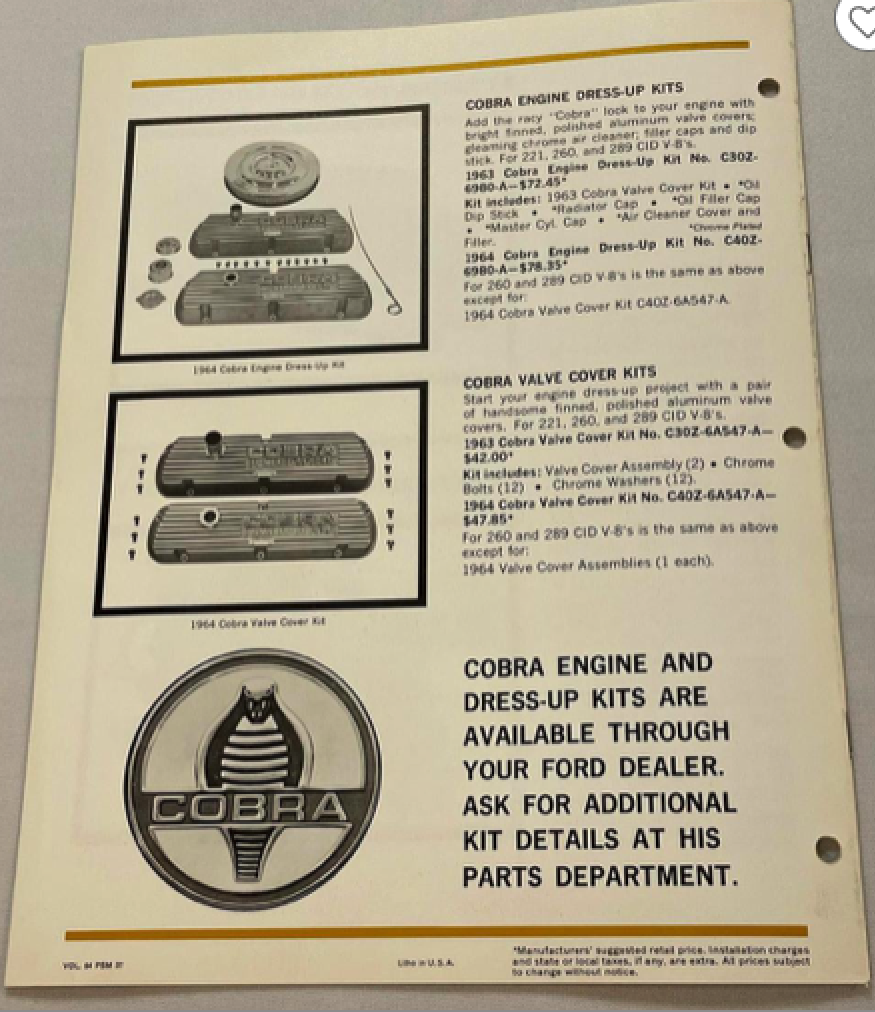 COBRA ENGINE DRESS-UP KITS
Add the racy "Cobra" look to your engine with
bright finned, polished aluminum valve covers;
gleaming chrome air cleaner; filler caps and dip
stick. For 221, 260, and 289 CID V-8's.
1963 Cobra Engine Dress-Up Kit No. C3OZ-
6980-A—$72.45*
Kit includes: 1963 Cobra Valve Cover Kit • *Oil
Dip Stick • *Radiator Cap • *Oil Filler Cap
• *Master Cyl. Cap • *Air Cleaner Cover and
Filler. *Chrome Plated
1964 Cobra Engine Dress-Up Kit No. C4OZ-
6980-A—$78.35*
For 260 and 289 CID V-8's is the same as above
except for:
1964 Cobra Valve Cover Kit C4OZ-6A547-A.
1964 Cobra Engine Dress-Up Kit
COBRA VALVE COVER KITS
Start your engine dress-up project with a pair
of handsome finned, polished aluminum valve
covers. For 221, 260, and 289 CID V-8's.
1963 Cobra Valve Cover Kit No. C3OZ-6A547-A—
$42.00*
Kit includes: Valve Cover Assembly (2) • Chrome
Bolts (12) • Chrome Washers (12).
1964 Cobra Valve Cover Kit No. C4OZ-6A547-A—
$47.85*
For 260 and 289 CID V-8's is the same as above
except for:
1964 Valve Cover Assemblies (1 each).
1964 Cobra Valve Cover Kit
COBRA
COBRA ENGINE AND
DRESS-UP KITS ARE
AVAILABLE THROUGH
YOUR FORD DEALER.
ASK FOR ADDITIONAL
KIT DETAILS AT HIS
PARTS DEPARTMENT.
VOL. 64 PSM
Litho in U.S.A.
*Manufacturers' suggested retail price. Installation charges
and state or local taxes, if any, are extra. All prices subject
to change without notice.